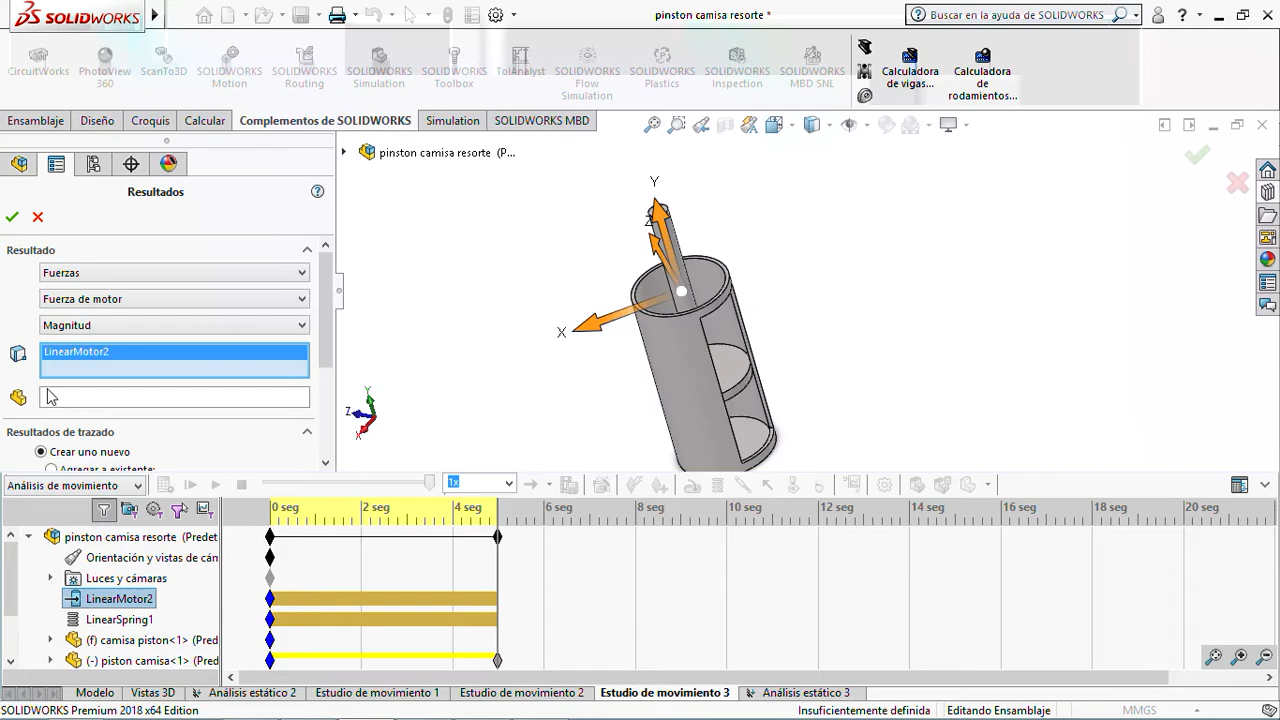 SOLIDWORKS
pinston camisa resorte *
Buscar en la ayuda de SOLIDWORKS
?
CircuitWorks
PhotoView
360
ScanTo3D
SOLIDWORKS
Motion
SOLIDWORKS
Routing
SOLIDWORKS
Simulation
SOLIDWORKS
Toolbox
TolAnalyst
SOLIDWORKS
Flow
Simulation
SOLIDWORKS
Plastics
SOLIDWORKS
Inspection
SOLIDWORKS
MBD SNL
Calculadora
de vigas...
Calculadora
de rodamientos...
Ensamblaje
Diseño
Croquis
Calcular
Complementos de SOLIDWORKS
Simulation
SOLIDWORKS MBD
pinston camisa resorte (P...
Resultados
?
Resultado
Fuerzas
Fuerza de motor
Magnitud
LinearMotor2
Resultados de trazado
Crear uno nuevo
Agregar a existente:
Y
Z
X
Y
Z
X
Análisis de movimiento
1x
0 seg
2 seg
4 seg
6 seg
8 seg
10 seg
12 seg
14 seg
16 seg
18 seg
20 seg
pinston camisa resorte (Predet
Orientación y vistas de cám
Luces y cámaras
LinearMotor2
LinearSpring1
(f) camisa piston<1> (Pred
(-) piston camisa<1> (Pred
Modelo
Vistas 3D
Análisis estático 2
Estudio de movimiento 1
Estudio de movimiento 2
Estudio de movimiento 3
Análisis estático 3
SOLIDWORKS Premium 2018 x64 Edition
Insuficientemente definida
Editando Ensamblaje
MMGS